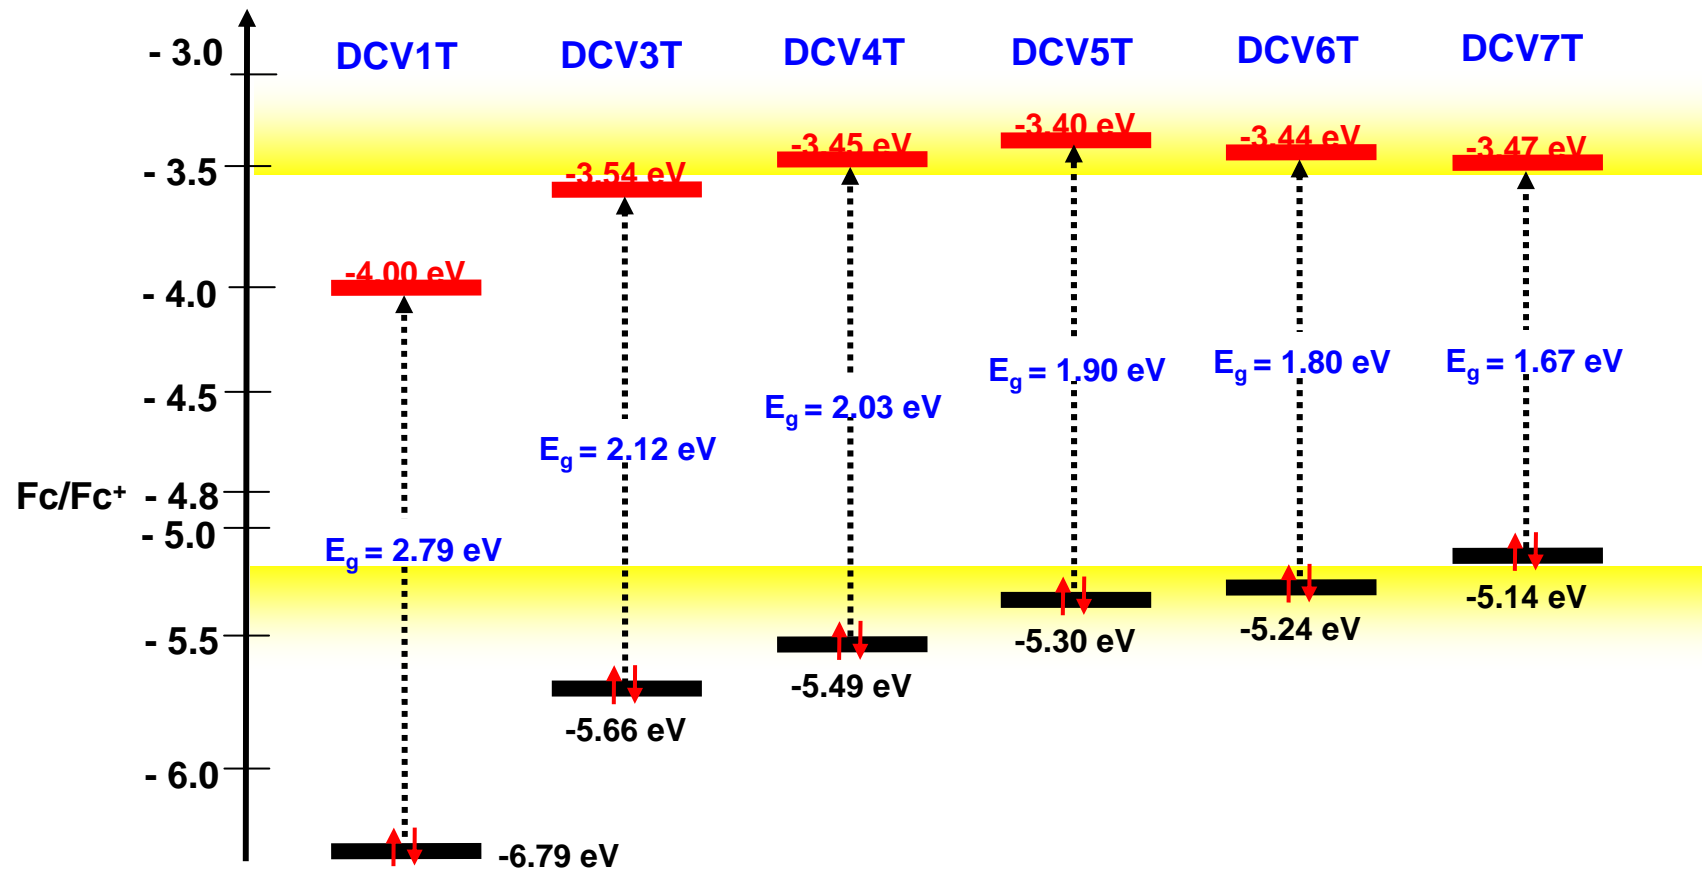 - 3.0
DCV1T
DCV3T
DCV4T
DCV5T
DCV6T
DCV7T
-3.40 eV
-3.45 eV
-3.44 eV
-3.47 eV
- 3.5
-3.54 eV
-4.00 eV
- 4.0
Eg = 1.90 eV
Eg = 1.80 eV
Eg = 1.67 eV
- 4.5
Eg = 2.03 eV
Eg = 2.12 eV
Fc/Fc+ - 4.8
- 5.0
Eg = 2.79 eV
-5.14 eV
- 5.5
-5.30 eV
-5.24 eV
-5.49 eV
-5.66 eV
- 6.0
-6.79 eV